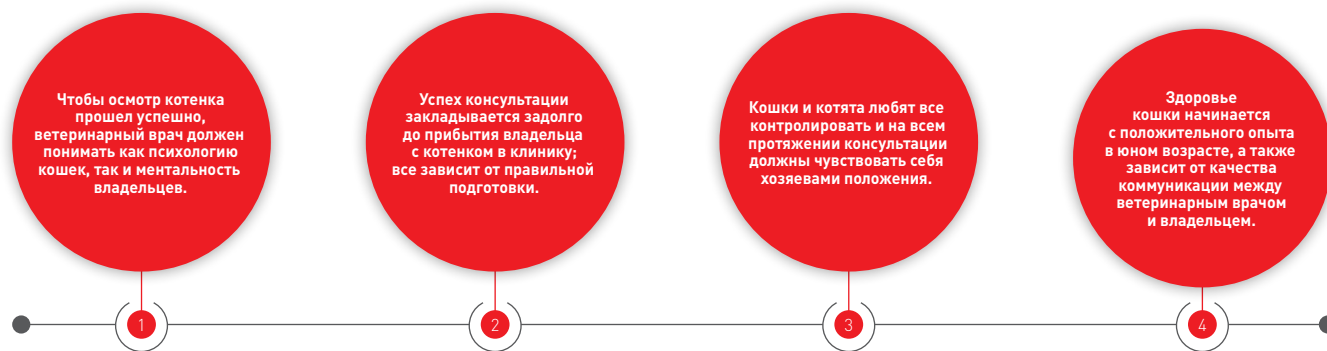 Чтобы осмотр котенка
прошел успешно,
ветеринарный врач должен
понимать как психологию
кошек, так и ментальность
владельцев.
Успех консультации
закладывается задолго
до прибытия владельца
с котенком в клинику;
все зависит от правильной
подготовки.
Кошки и котята любят все
контролировать и на всем
протяжении консультации
должны чувствовать себя
хозяевами положения.
Здоровье
кошки начинается
с положительного опыта
в юном возрасте, а также
зависит от качества
коммуникации между
ветеринарным врачом
и владельцем.
1
2
3
4